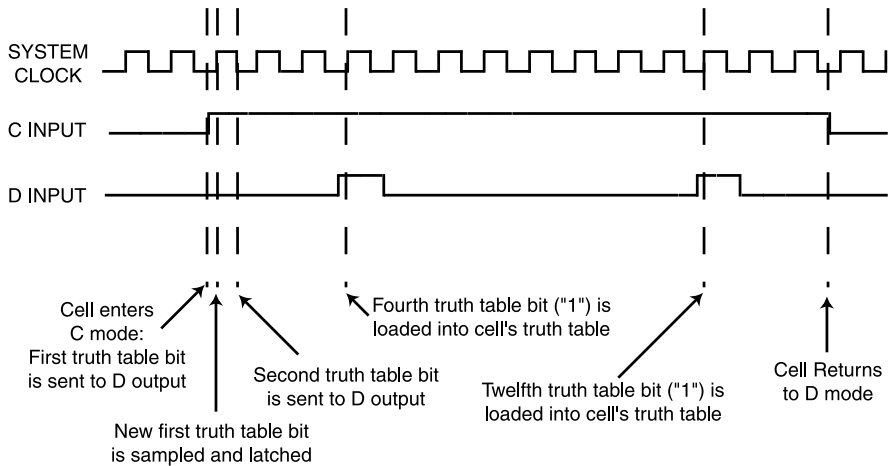 SYSTEM
CLOCK
C INPUT
D INPUT
Cell enters
C mode:
First truth table bit
is sent to D output
New first truth table bit
is sampled and latched
Second truth table bit
is sent to D output
Fourth truth table bit ("1") is
loaded into cell's truth table
Twelfth truth table bit ("1") is
loaded into cell's truth table
Cell Returns
to D mode